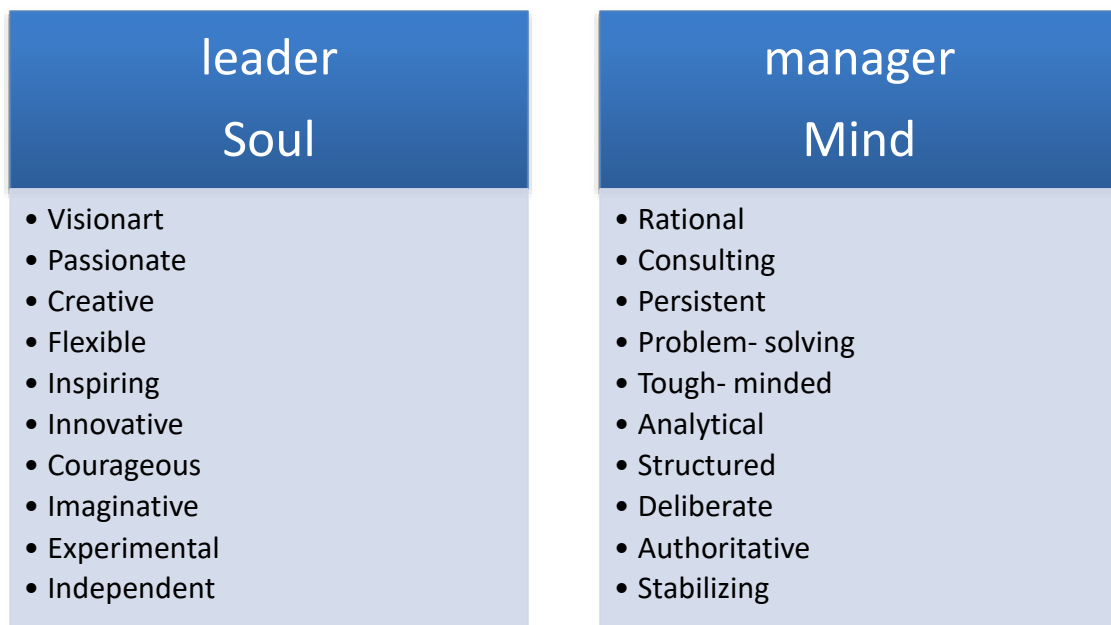 leader
Soul
• Visionart
• Passionate
• Creative
• Flexible
• Inspiring
• Innovative
• Courageous
• Imaginative
• Experimental
• Independent
manager
Mind
• Rational
• Consulting
• Persistent
• Problem- solving
• Tough- minded
• Analytical
• Structured
• Deliberate
• Authoritative
• Stabilizing